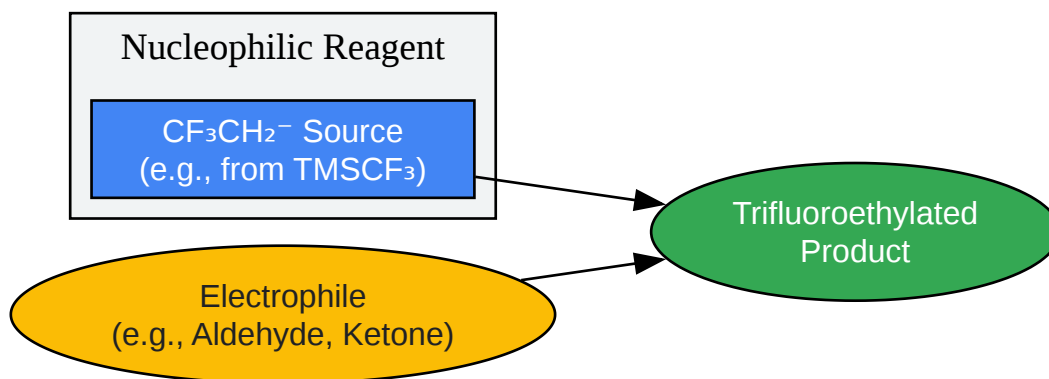 Nucleophilic Reagent
CF₃CH₂⁻ Source
(e.g., from TMSCF₃)
Trifluoroethylated
Product
Electrophile
(e.g., Aldehyde, Ketone)